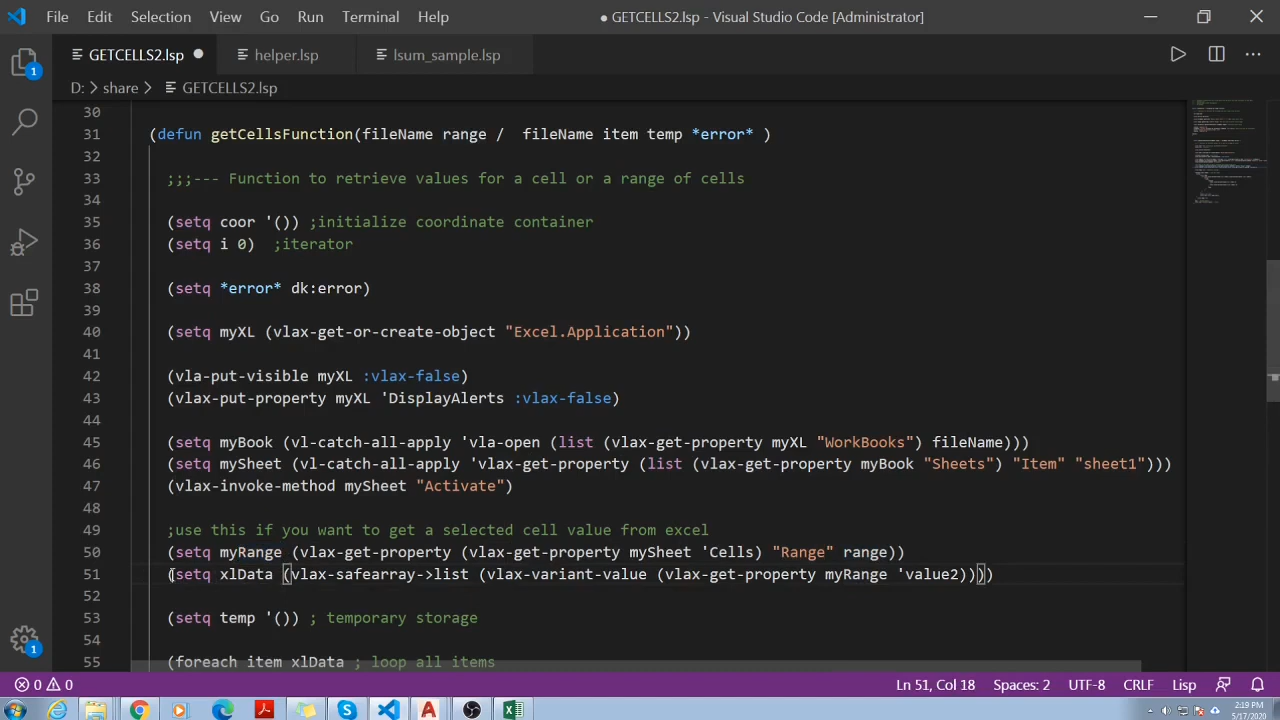 File Edit Selection View Go Run Terminal Help ● GETCELLS2.lsp - Visual Studio Code [Administrator]
GETCELLS2.lsp helper.lsp lsum_sample.lsp
D: > share > GETCELLS2.lsp
30
31 (defun getCellsFunction(fileName range / fileName item temp *error* )
32
33 ;;;--- Function to retrieve values for a cell on a range of cells
34
35 (setq coor '()) ;initialize coordinate container
36 (setq i 0) ;iterator
37
38 (setq *error* dk:error)
39
40 (setq myXL (vlax-get-or-create-object "Excel.Application"))
41
42 (vla-put-visible myXL :vlax-false)
43 (vlax-put-property myXL 'DisplayAlerts :vlax-false)
44
45 (setq myBook (vl-catch-all-apply 'vla-open (list (vlax-get-property myXL "WorkBooks") fileName)))
46 (setq mySheet (vl-catch-all-apply 'vlax-get-property (list (vlax-get-property myBook "Sheets") "Item" "sheet1")))
47 (vlax-invoke-method mySheet "Activate")
48
49 ;use this if you want to get a selected cell value from excel
50 (setq myRange (vlax-get-property (vlax-get-property mySheet 'Cells) "Range" range))
51 (setq xlData (vlax-safearray->list (vlax-variant-value (vlax-get-property myRange 'value2))))
52
53 (setq temp '()) ; temporary storage
54
55 (foreach item xlData ; loop all items
1
1
0 0 Ln 51, Col 18 Spaces: 2 UTF-8 CRLF Lisp
2:19 PM
5/17/2020